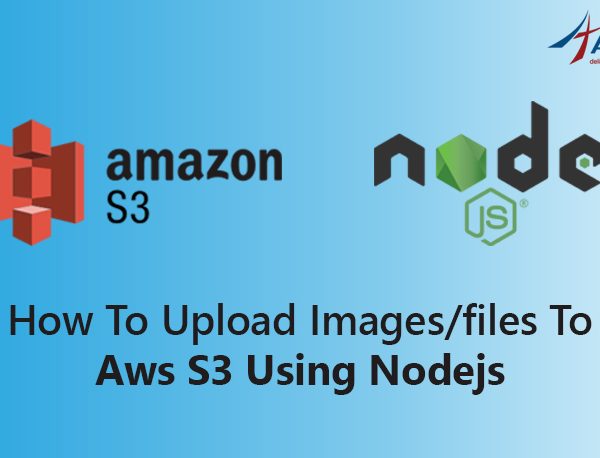 amazon
S3
node
JS
®
How To Upload Images/files To
Aws S3 Using Nodejs